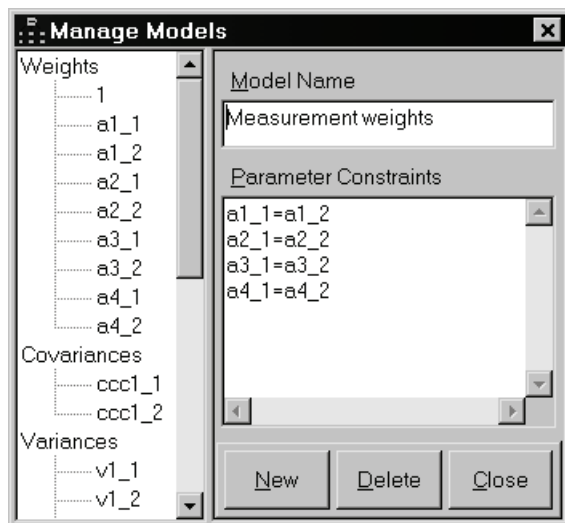 Manage Models
Weights
1
a1_1
a1_2
a2_1
a2_2
a3_1
a3_2
a4_1
a4_2
Covariances
ccc1_1
ccc1_2
Variances
v1_1
v1_2
Model Name
Measurement weights
Parameter Constraints
a1_1=a1_2
a2_1=a2_2
a3_1=a3_2
a4_1=a4_2
New
Delete
Close